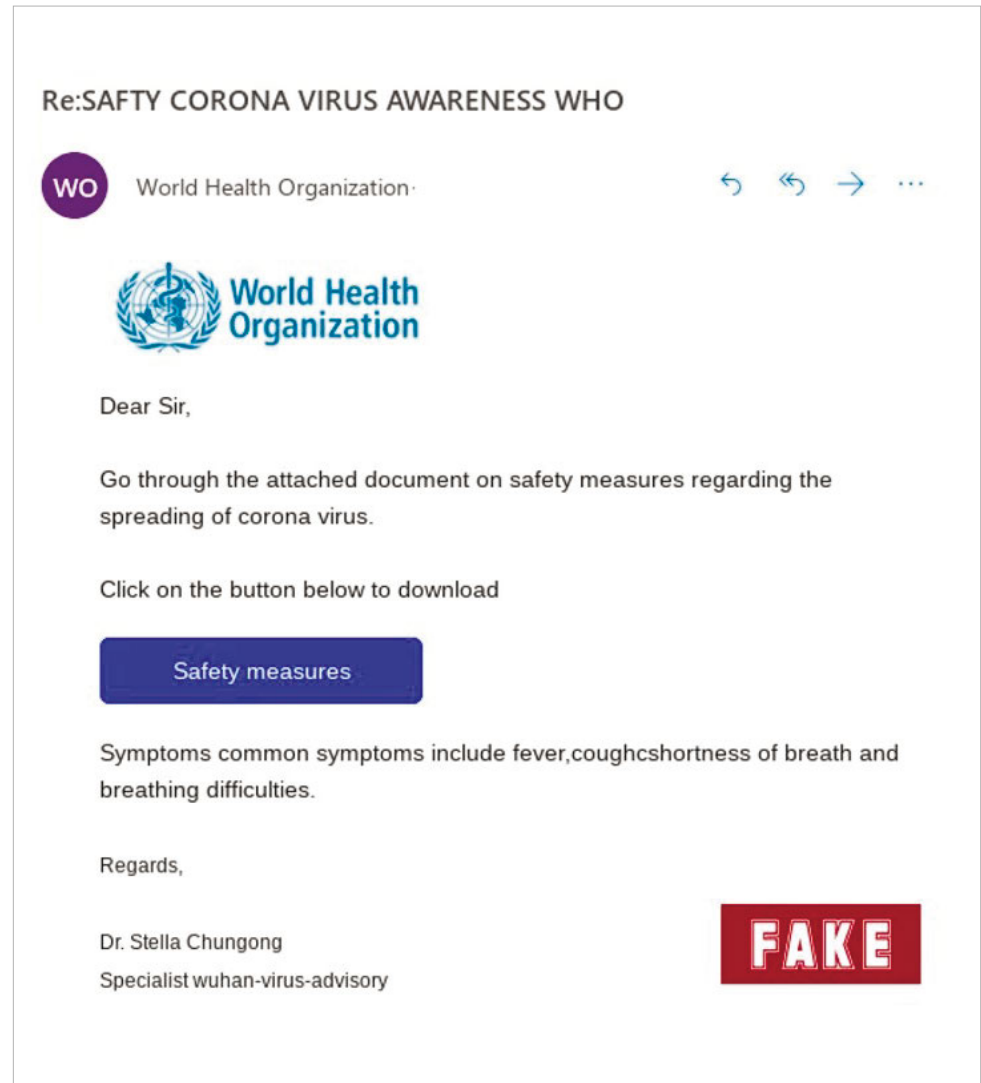 Re:SAFTY CORONA VIRUS AWARENESS WHO
WO
World Health Organization
World Health
Organization
Dear Sir,
Go through the attached document on safety measures regarding the
spreading of corona virus.
Click on the button below to download
Safety measures
Symptoms common symptoms include fever,coughcshortness of breath and
breathing difficulties.
Regards,
Dr. Stella Chungong
Specialist wuhan-virus-advisory
FAKE